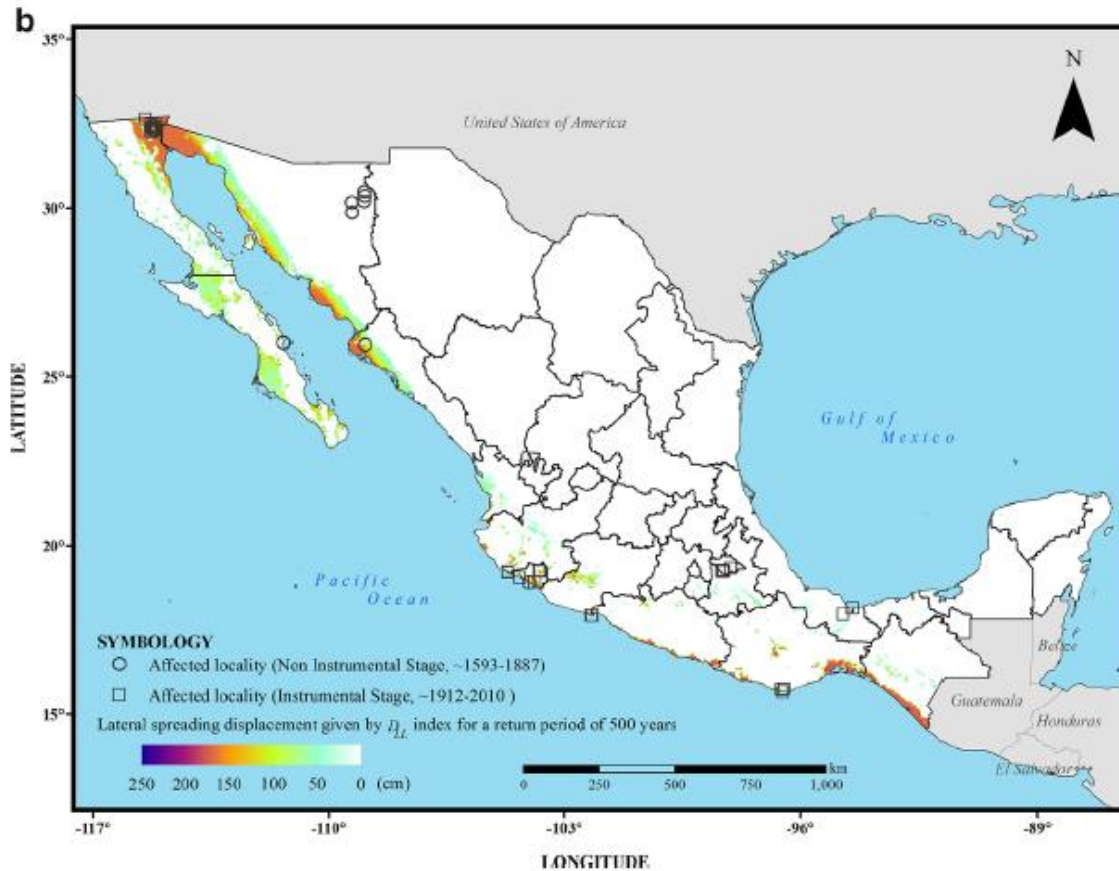 b
35°
30°
25°
20°
15°
LATITUDE
N
United States of America
Gulf of
Mexico
Pacific
Ocean
Belize
Guatemala
Honduras
El Salvador
SYMBOLOGY
Affected locality (Non Instrumental Stage, ~1593-1887)
Affected locality (Instrumental Stage, ~1912-2010 )
Lateral spreading displacement given by D_LL index for a return period of 500 years
250 200 150 100 50 0 (cm)
km
0 250 500 750 1,000
-117° -110° -103° -96° -89°
LONGITUDE